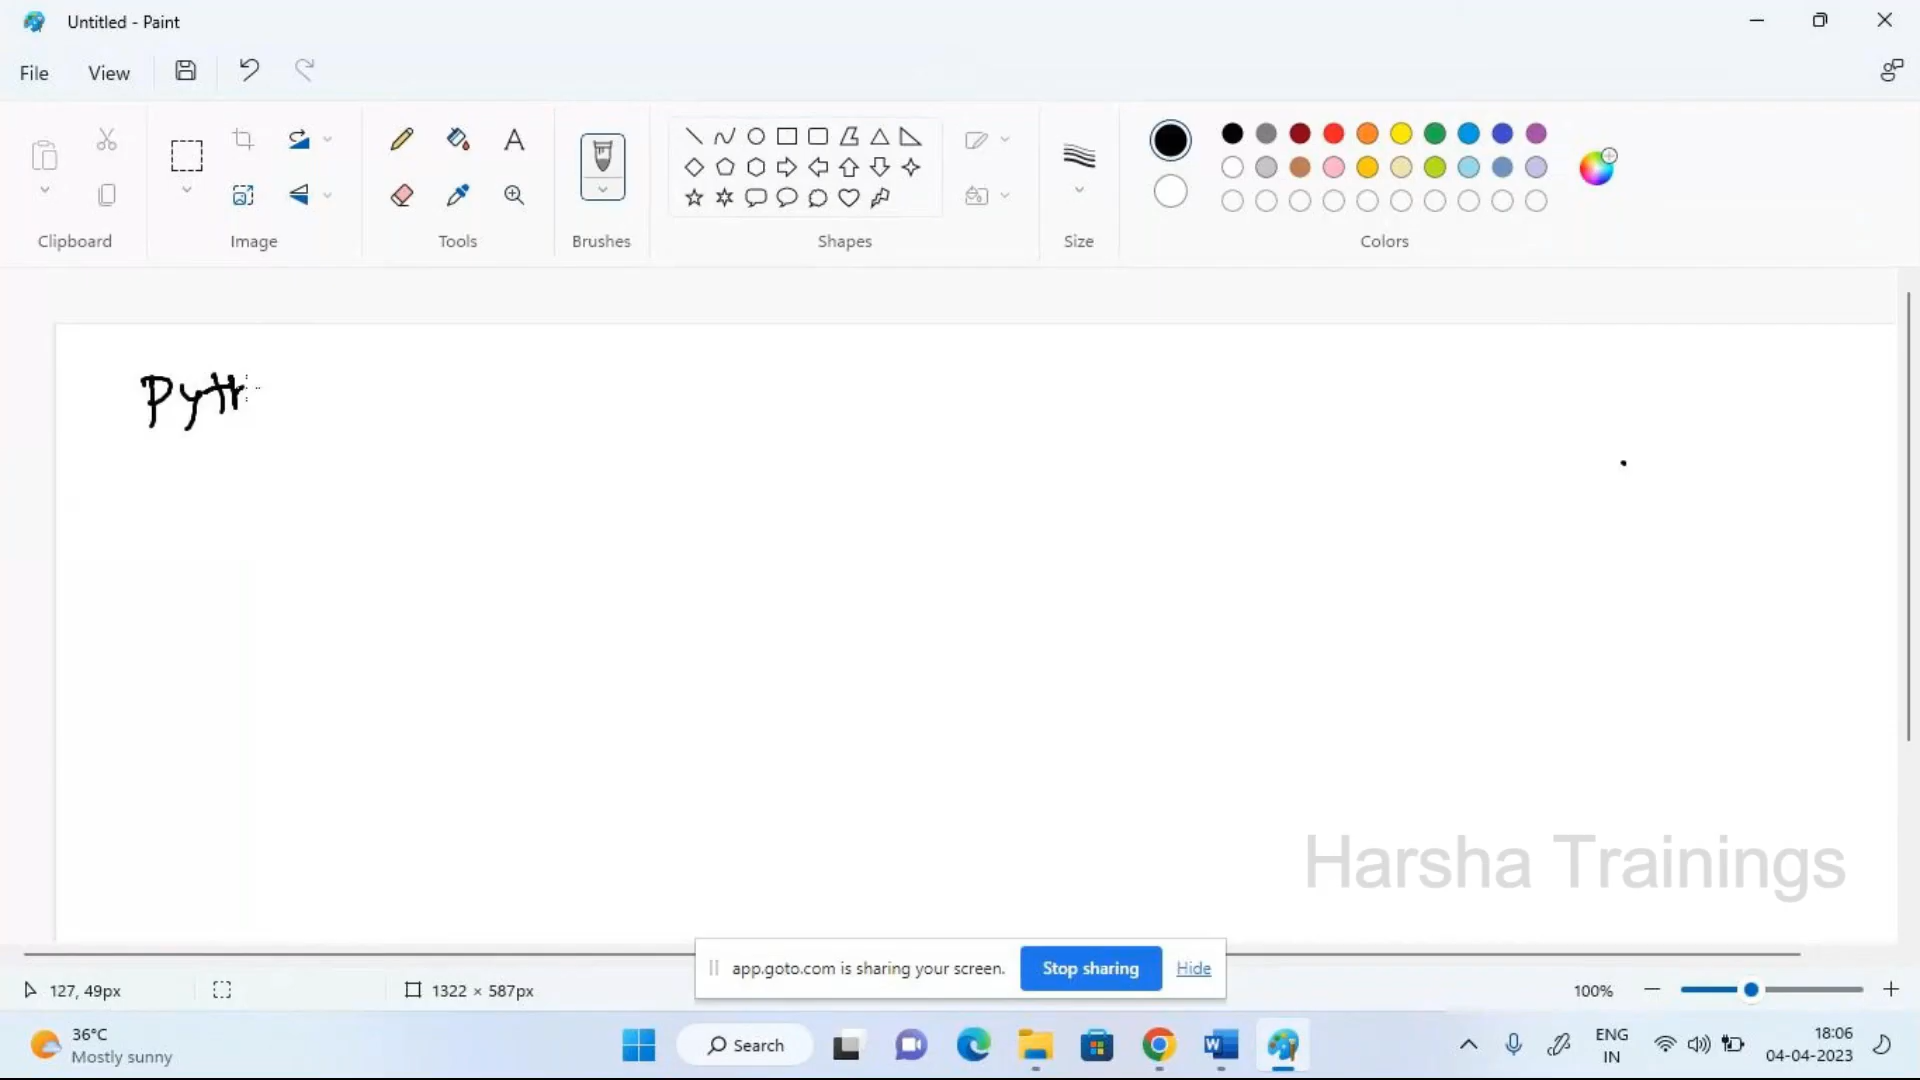 Untitled - Paint
File View
Clipboard Image Tools Brushes Shapes Size Colors
Pyth
Harsha Trainings
app.goto.com is sharing your screen. Stop sharing Hide
127, 49px 1322 × 587px 100%
36°C
Mostly sunny
Search
ENG
IN
18:06
04-04-2023